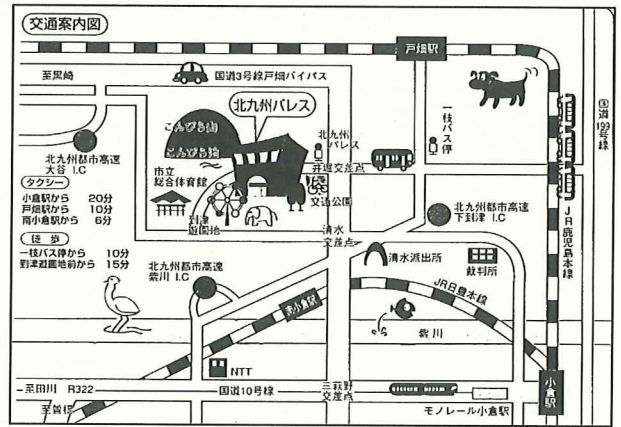 交通案内図
戸畑駅
至黒崎
国道3号線戸畑バイパス
北九州パレス
こんぴら山
こんぴら池
北九州
パレス
一枝バス停
国道199号線
北九州都市高速
大谷 I.C
井堀交差点
市立
総合体育館
交通公園
タクシー
小倉駅から 20分
戸畑駅から 10分
南小倉駅から 6分
北九州都市高速
下到津 I.C
到津
遊園地
清水
交差点
徒歩
一枝バス停から 10分
到津遊園地前から 15分
JR鹿児島本線
清水派出所
裁判所
北九州都市高速
紫川 I.C
JR日豊本線
南小倉駅
紫川
NTT
至田川 R322
国道10号線
三萩野
交差点
小倉駅
至曽根
モノレール小倉駅